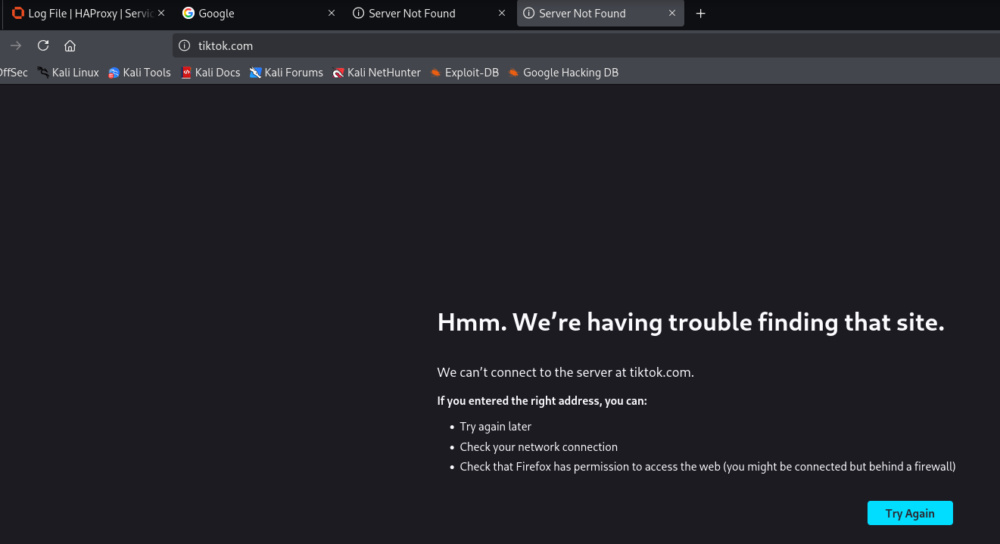 Log File | HAProxy | Servic Google Server Not Found Server Not Found
tiktok.com
OffSec Kali Linux Kali Tools Kali Docs Kali Forums Kali NetHunter Exploit-DB Google Hacking DB
Hmm. We’re having trouble finding that site.
We can’t connect to the server at tiktok.com.
If you entered the right address, you can:
• Try again later
• Check your network connection
• Check that Firefox has permission to access the web (you might be connected but behind a firewall)
Try Again